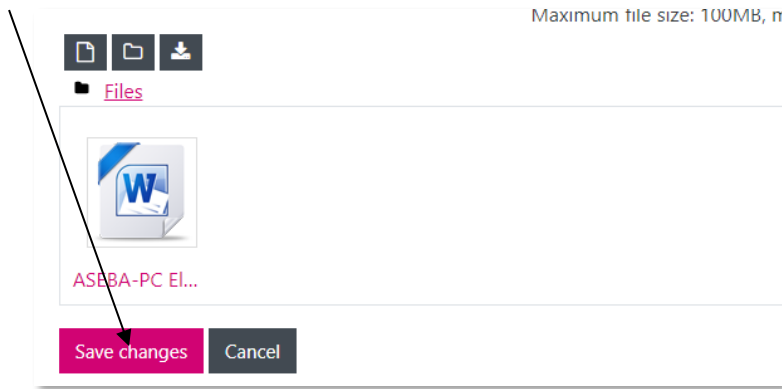 Maximum file size: 100MB,
Files
W
ASEBA-PC El...
Save changes
Cancel